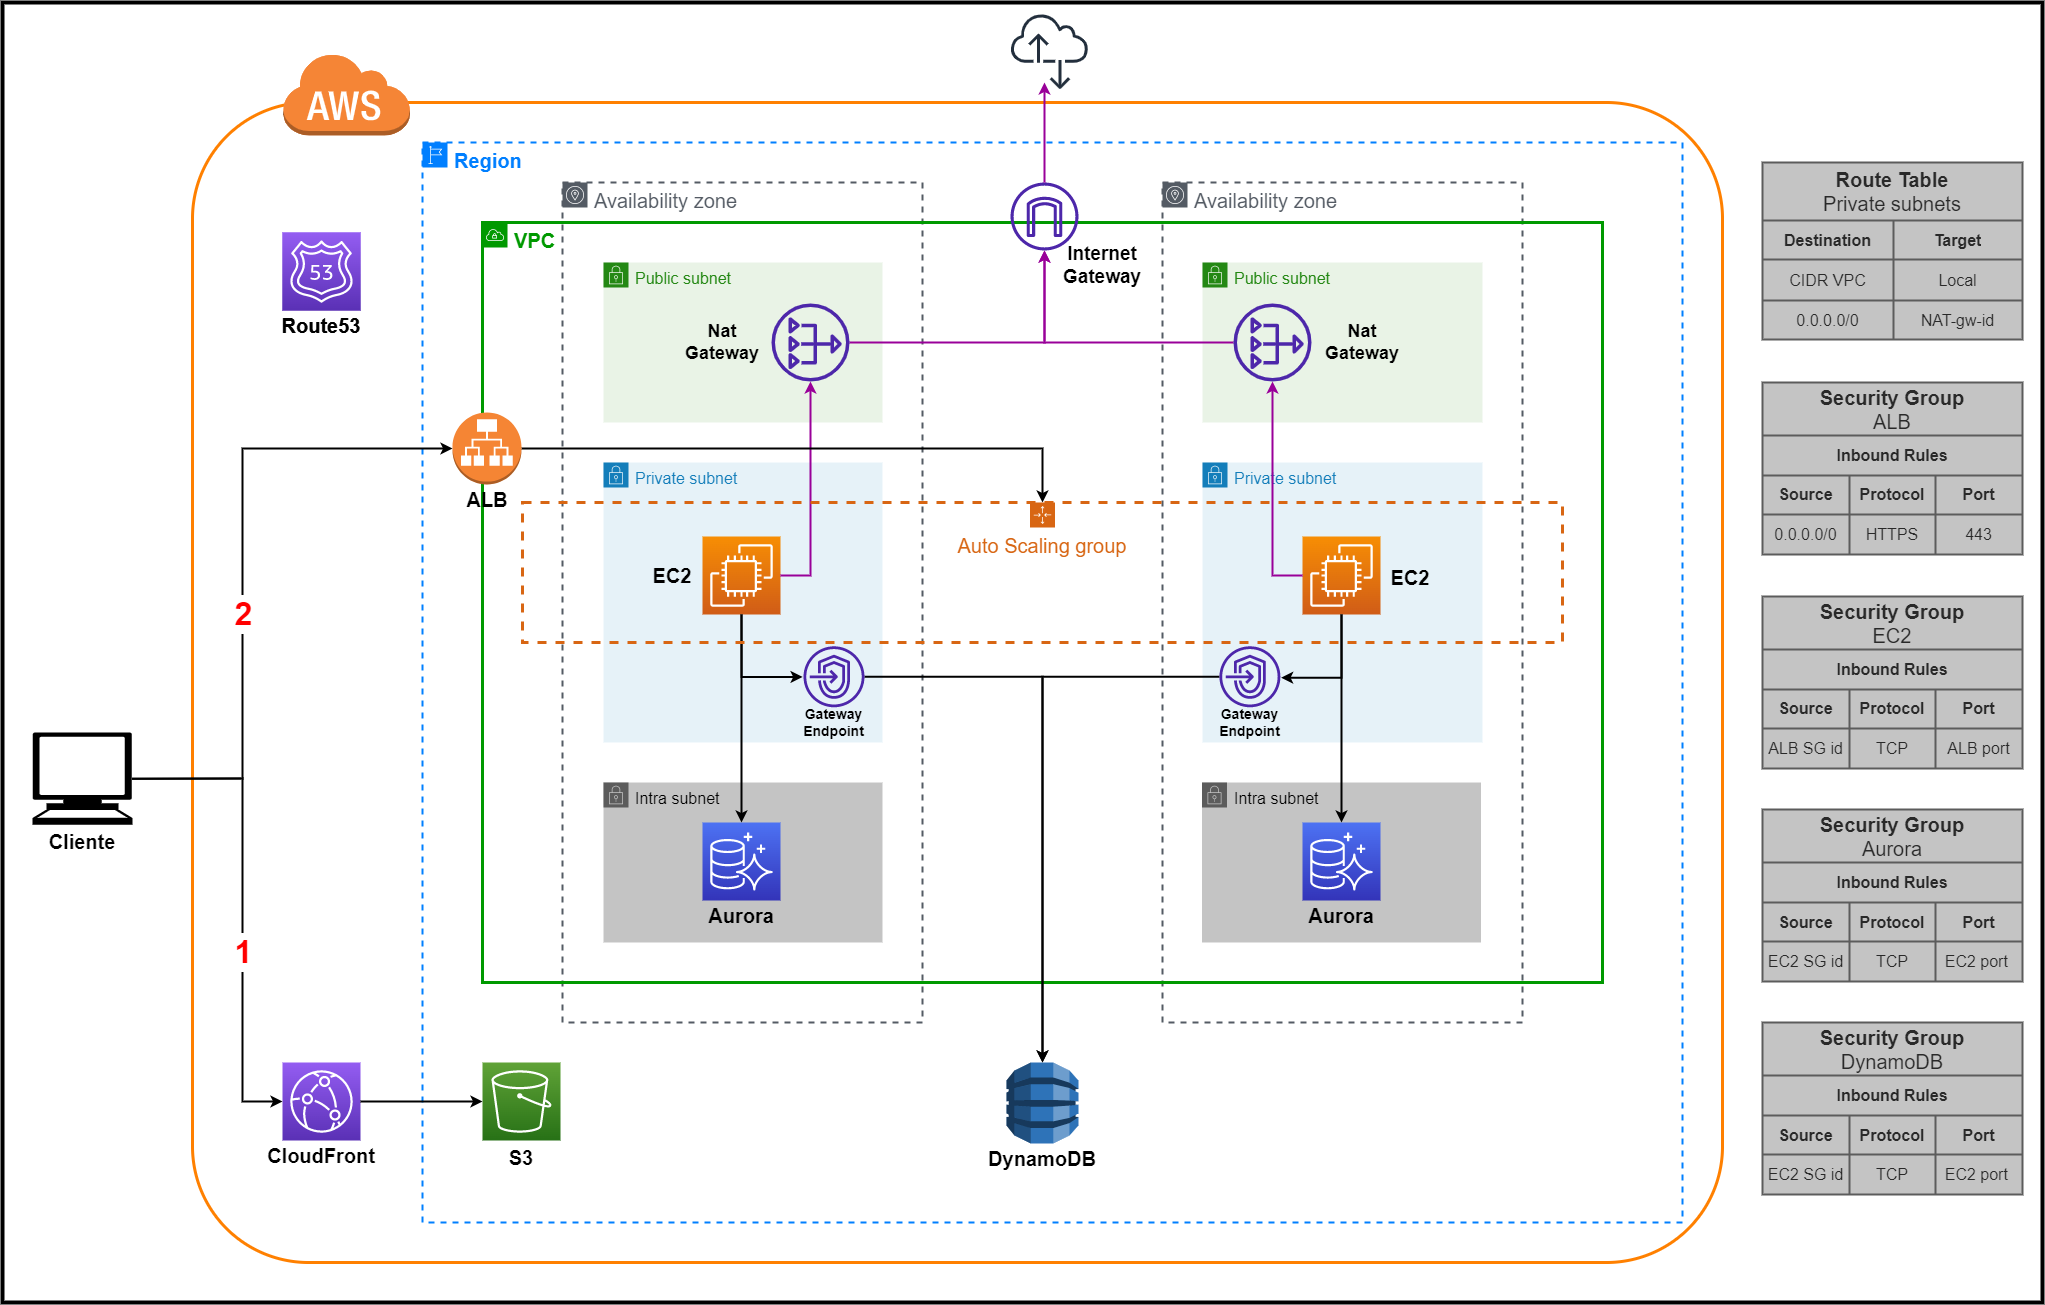 AWS
Region
Availability zone
Availability zone
VPC
Internet
Gateway
Public subnet
Public subnet
Nat
Gateway
Nat
Gateway
53
Route53
ALB
Private subnet
Private subnet
Auto Scaling group
EC2
EC2
2
Gateway
Endpoint
Gateway
Endpoint
Cliente
Intra subnet
Intra subnet
Aurora
Aurora
1
CloudFront
S3
DynamoDB
Route Table
Private subnets
Destination Target
CIDR VPC Local
0.0.0.0/0 NAT-gw-id
Security Group
ALB
Inbound Rules
Source Protocol Port
0.0.0.0/0 HTTPS 443
Security Group
EC2
Inbound Rules
Source Protocol Port
ALB SG id TCP ALB port
Security Group
Aurora
Inbound Rules
Source Protocol Port
EC2 SG id TCP EC2 port
Security Group
DynamoDB
Inbound Rules
Source Protocol Port
EC2 SG id TCP EC2 port